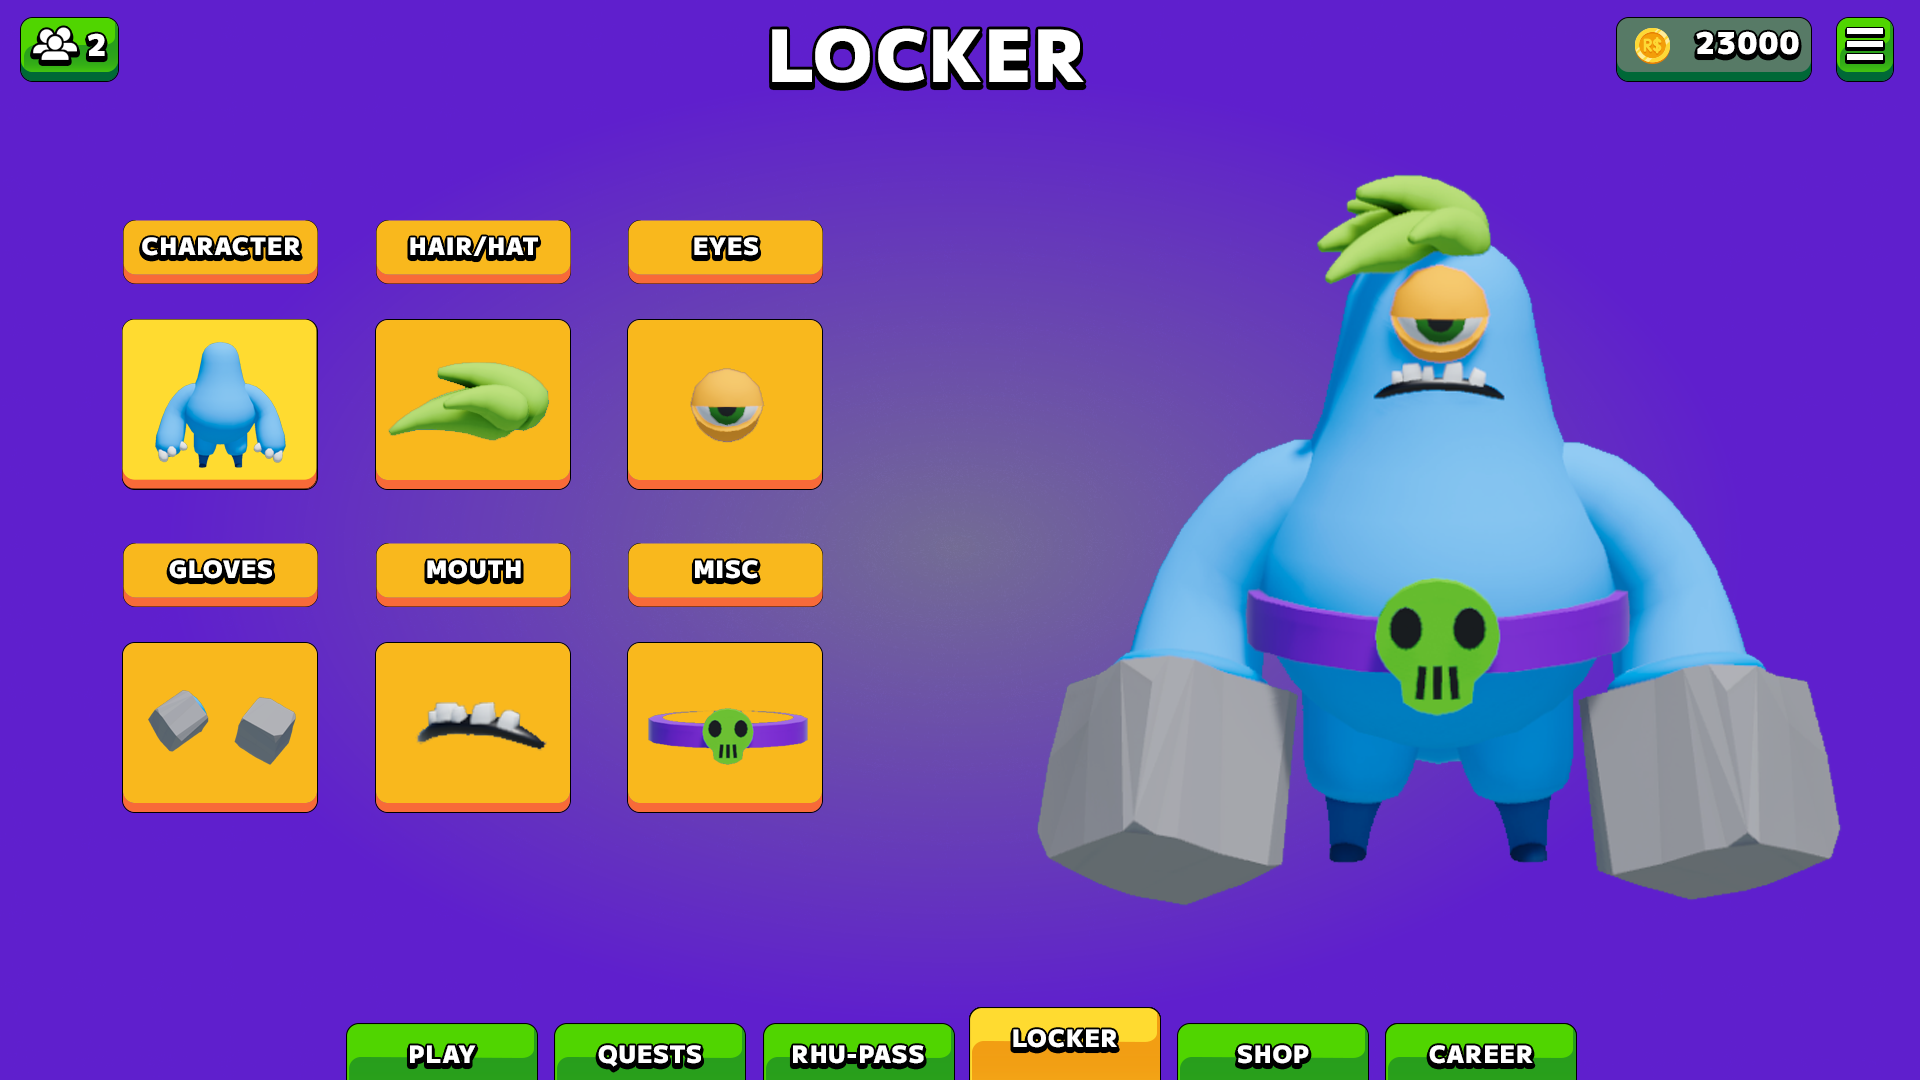 2
LOCKER
R$ 23000
CHARACTER
HAIR/HAT
EYES
GLOVES
MOUTH
MISC
PLAY
QUESTS
RHU-PASS
LOCKER
SHOP
CAREER